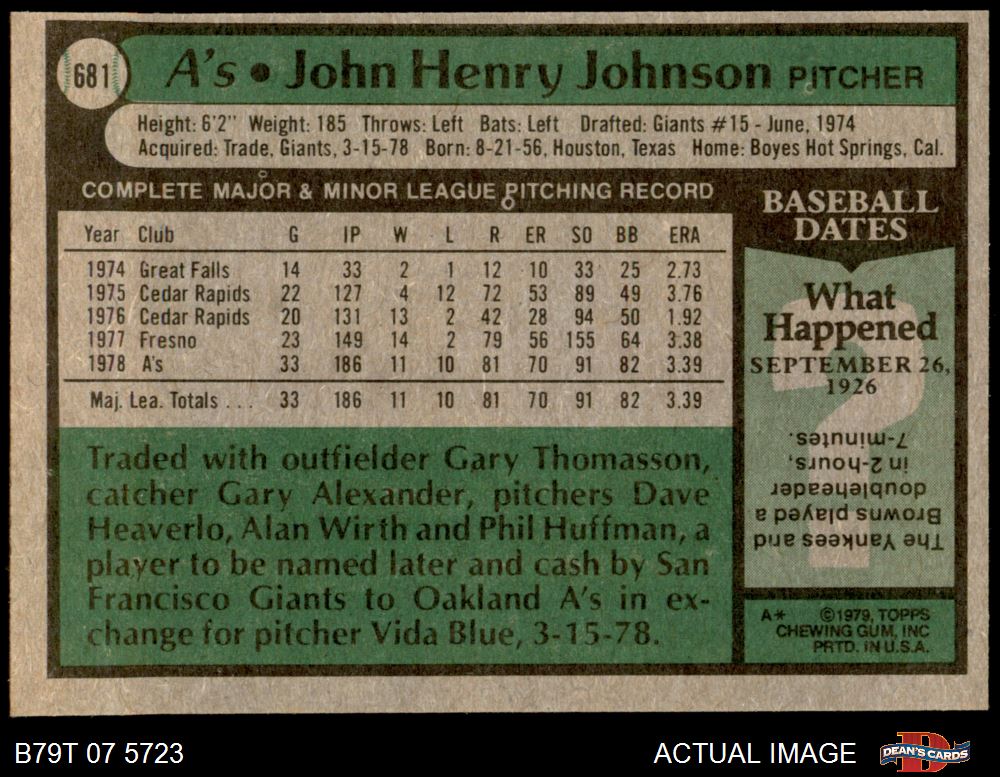 681
A's • John Henry Johnson PITCHER
Height: 6'2" Weight: 185 Throws: Left Bats: Left Drafted: Giants #15 - June, 1974
Acquired: Trade, Giants, 3-15-78 Born: 8-21-56, Houston, Texas Home: Boyes Hot Springs, Cal.
COMPLETE MAJOR & MINOR LEAGUE PITCHING RECORD
Year Club G IP W L R ER SO BB ERA
1974 Great Falls 14 33 2 1 12 10 33 25 2.73
1975 Cedar Rapids 22 127 4 12 72 53 89 49 3.76
1976 Cedar Rapids 20 131 13 2 42 28 94 50 1.92
1977 Fresno 23 149 14 2 79 56 155 64 3.38
1978 A's 33 186 11 10 81 70 91 82 3.39
Maj. Lea. Totals . . . 33 186 11 10 81 70 91 82 3.39
Traded with outfielder Gary Thomasson,
catcher Gary Alexander, pitchers Dave
Heaverlo, Alan Wirth and Phil Huffman, a
player to be named later and cash by San
Francisco Giants to Oakland A's in ex-
change for pitcher Vida Blue, 3-15-78.
BASEBALL
DATES
What
Happened
SEPTEMBER 26,
1926
?
The Yankees and
Browns played a
doubleheader
in 2-hours,
7-minutes.
A* ©1979, TOPPS
CHEWING GUM, INC
PRTD. IN U.S.A.
B79T 07 5723
ACTUAL IMAGE
D
DEAN'S CARDS